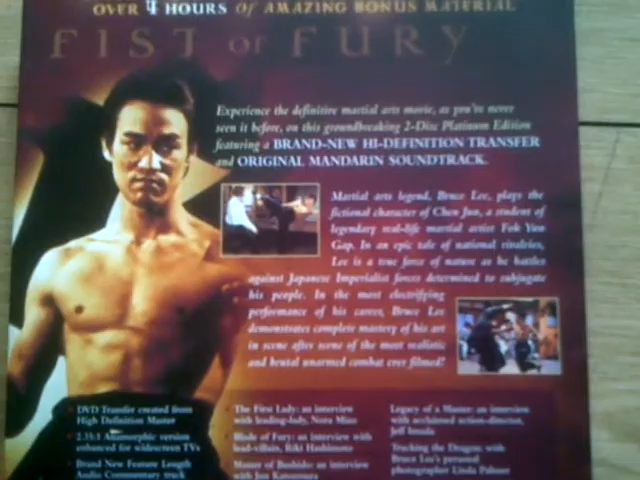 OVER 4 HOURS of AMAZING BONUS MATERIAL
FIST OF FURY
Experience the definitive martial arts movie, as you've never
seen it before, on this groundbreaking 2-Disc Platinum Edition
featuring a BRAND-NEW HI-DEFINITION TRANSFER
and ORIGINAL MANDARIN SOUNDTRACK.
Martial arts legend, Bruce Lee, plays the
fictional character of Chen Jun, a student of
legendary real-life martial artist Fok Yun
Gap. In an epic tale of national rivalries,
Lee is a true force of nature as he battles
against Japanese Imperialist forces determined to subjugate
his people. In the most electrifying
performance of his career, Bruce Lee
demonstrates complete mastery of his art
in scene after scene of the most realistic
and brutal unarmed combat ever filmed!
DVD Transfer created from
High Definition Master
2.35:1 Anamorphic version
enhanced for widescreen TVs
Brand New Feature Length
Audio Commentary track
The First Lady: an interview
with leading-lady, Nora Miao
Blade of Fury: an interview with
lead-villain, Riki Hashimoto
Master of Bushido: an interview
with Jun Katsumura
Legacy of a Master: an interview
with acclaimed action-director,
Jeff Imada
Tracking the Dragon: with
Bruce Lee's personal
photographer Linda Palmer